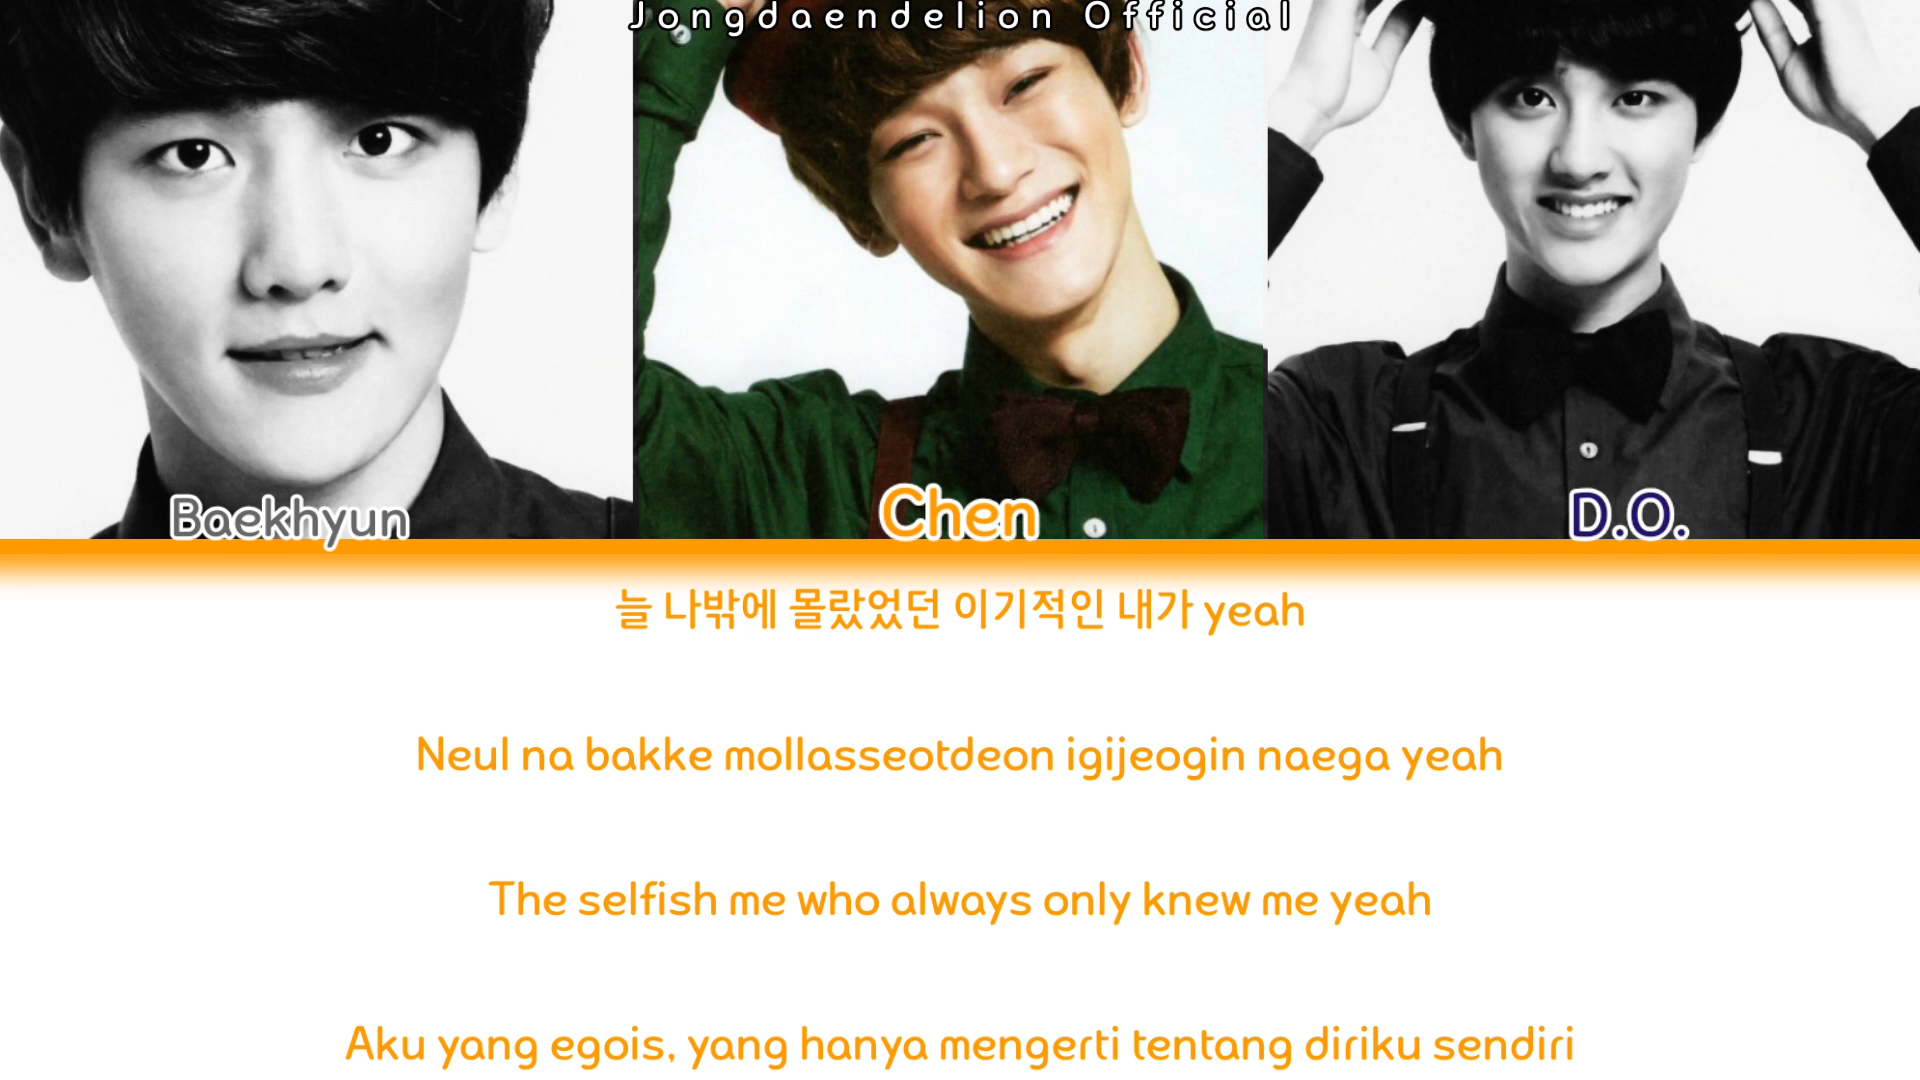 Jongdaendelion Official
Baekhyun
Chen
D.O.
늘 나밖에 몰랐었던 이기적인 내가 yeah
Neul na bakke mollasseotdeon igijeogin naega yeah
The selfish me who always only knew me yeah
Aku yang egois, yang hanya mengerti tentang diriku sendiri